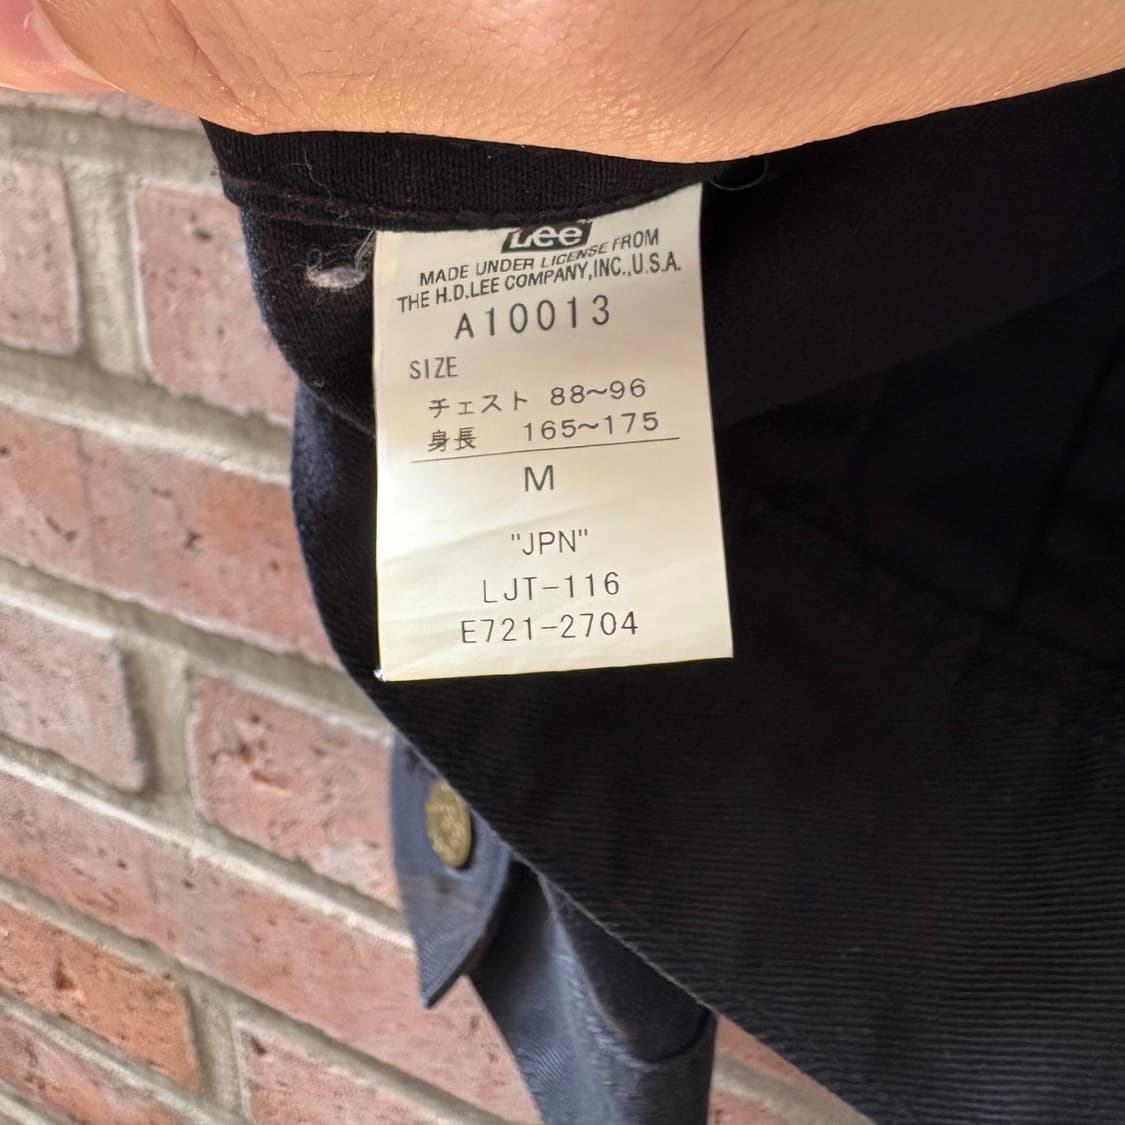 Lee
MADE UNDER LICENSE FROM
THE H.D.LEE COMPANY,INC.,U.S.A.
A10013
SIZE
チェスト 88~96
身長 165~175
M
"JPN"
LJT-116
E721-2704